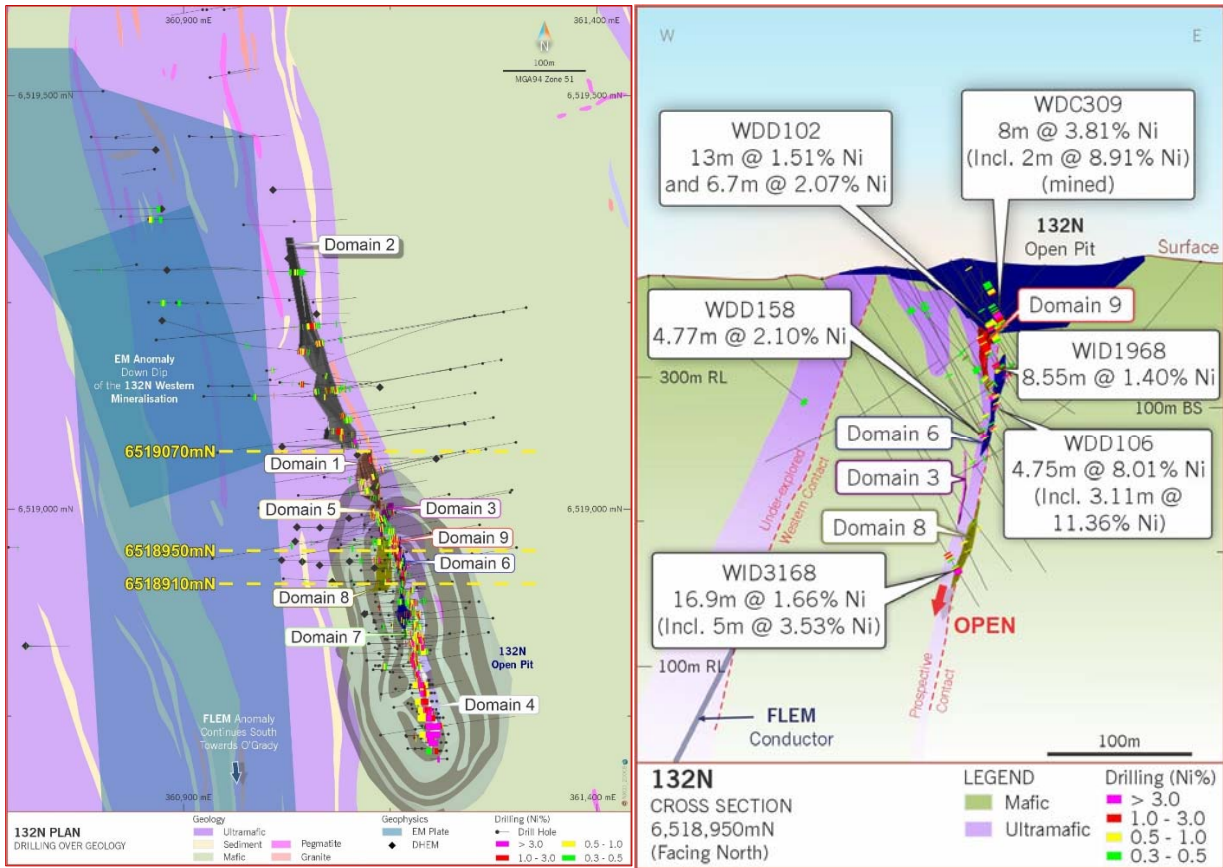 360,900 mE
361,400 mE
N
100m
MGA94 Zone 51
6,519,500 mN
6,519,500 mN
Domain 2
EM Anomaly
Down Dip
of the 132N Western
Mineralisation
6519070mN
Domain 1
Domain 5
Domain 3
6,519,000 mN
6,519,000 mN
Domain 9
6518950mN
Domain 6
6518910mN
Domain 8
Domain 7
132N
Open Pit
Domain 4
FLEM Anomaly
Continues South
Towards O'Grady
360,900 mE
361,400 mE
132N PLAN
DRILLING OVER GEOLOGY
Geology
Ultramafic
Sediment
Mafic
Pegmatite
Granite
Geophysics
EM Plate
DHEM
Drilling (Ni%)
Drill Hole
> 3.0
1.0 - 3.0
0.5 - 1.0
0.3 - 0.5
W
E
WDD102
13m @ 1.51% Ni
and 6.7m @ 2.07% Ni
WDC309
8m @ 3.81% Ni
(Incl. 2m @ 8.91% Ni)
(mined)
132N
Open Pit
Surface
WDD158
4.77m @ 2.10% Ni
Domain 9
WID1968
8.55m @ 1.40% Ni
300m RL
100m BS
Domain 6
WDD106
4.75m @ 8.01% Ni
(Incl. 3.11m @
11.36% Ni)
Domain 3
Under-explored
Western Contact
Domain 8
WID3168
16.9m @ 1.66% Ni
(Incl. 5m @ 3.53% Ni)
OPEN
100m RL
Prospective
Contact
FLEM
Conductor
100m
132N
CROSS SECTION
6,518,950mN
(Facing North)
LEGEND
Mafic
Ultramafic
Drilling (Ni%)
> 3.0
1.0 - 3.0
0.5 - 1.0
0.3 - 0.5